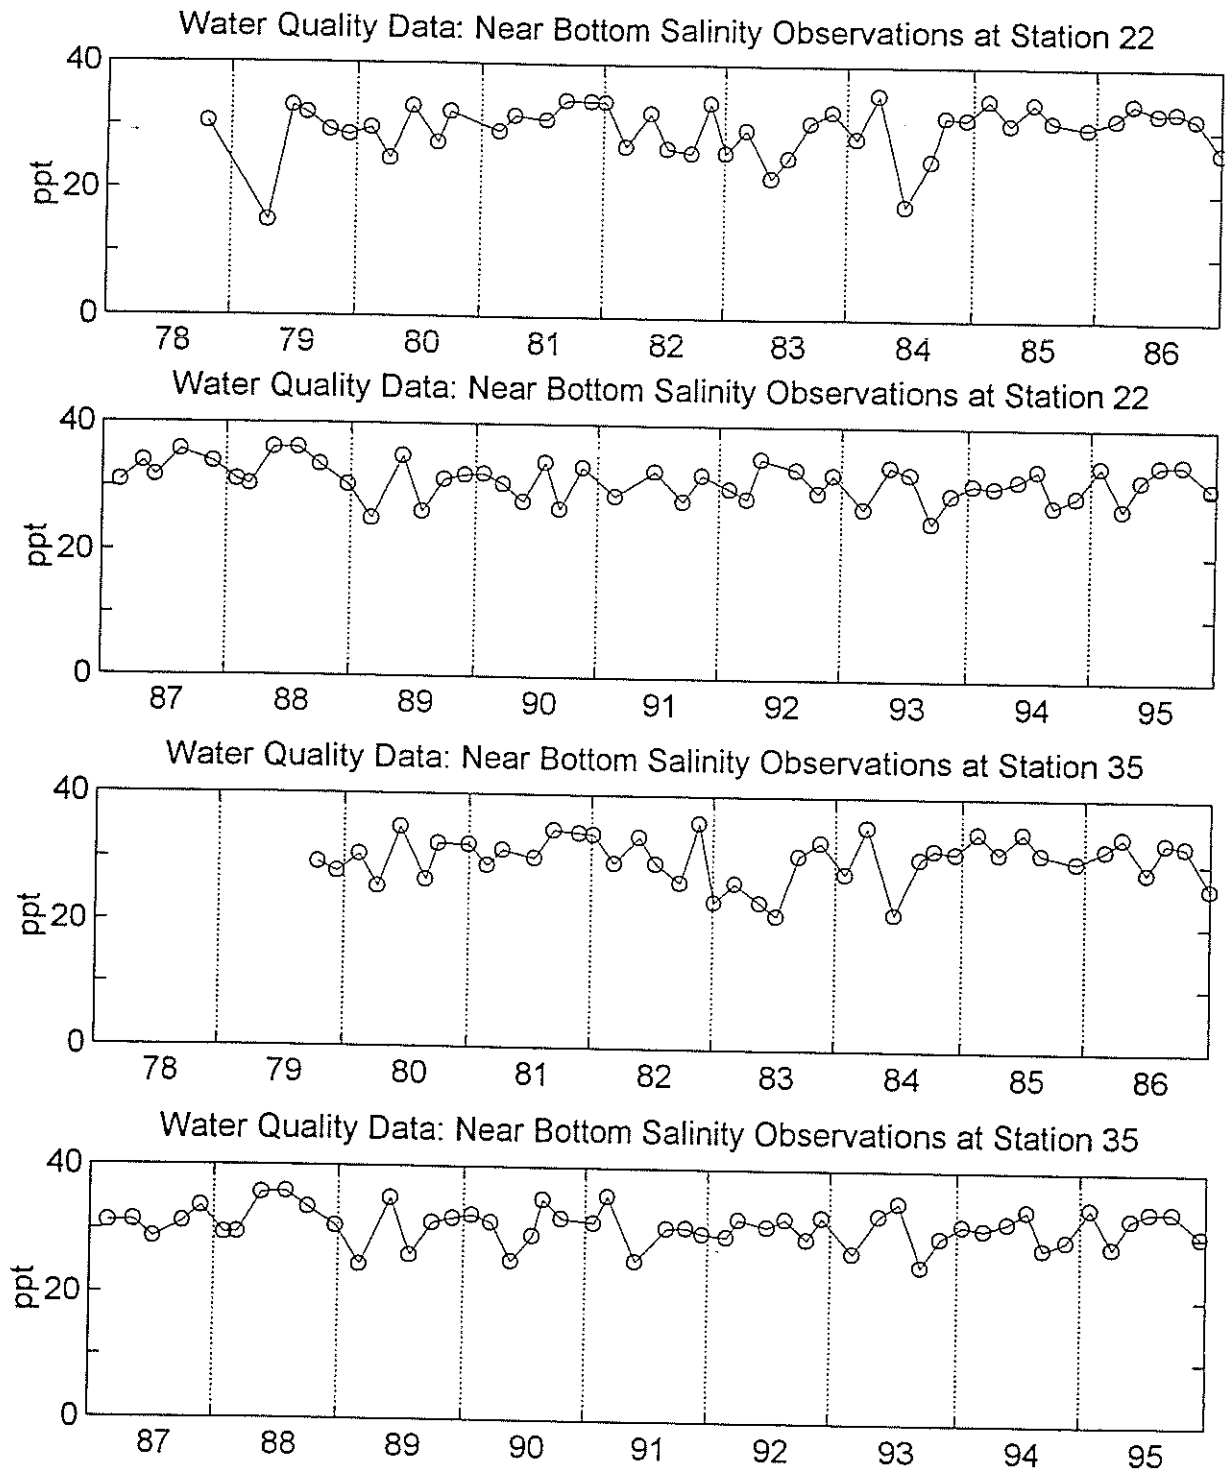 Water Quality Data: Near Bottom Salinity Observations at Station 22
40
20
0
ppt
78 79 80 81 82 83 84 85 86
Water Quality Data: Near Bottom Salinity Observations at Station 22
40
20
0
ppt
87 88 89 90 91 92 93 94 95
Water Quality Data: Near Bottom Salinity Observations at Station 35
40
20
0
ppt
78 79 80 81 82 83 84 85 86
Water Quality Data: Near Bottom Salinity Observations at Station 35
40
20
0
ppt
87 88 89 90 91 92 93 94 95